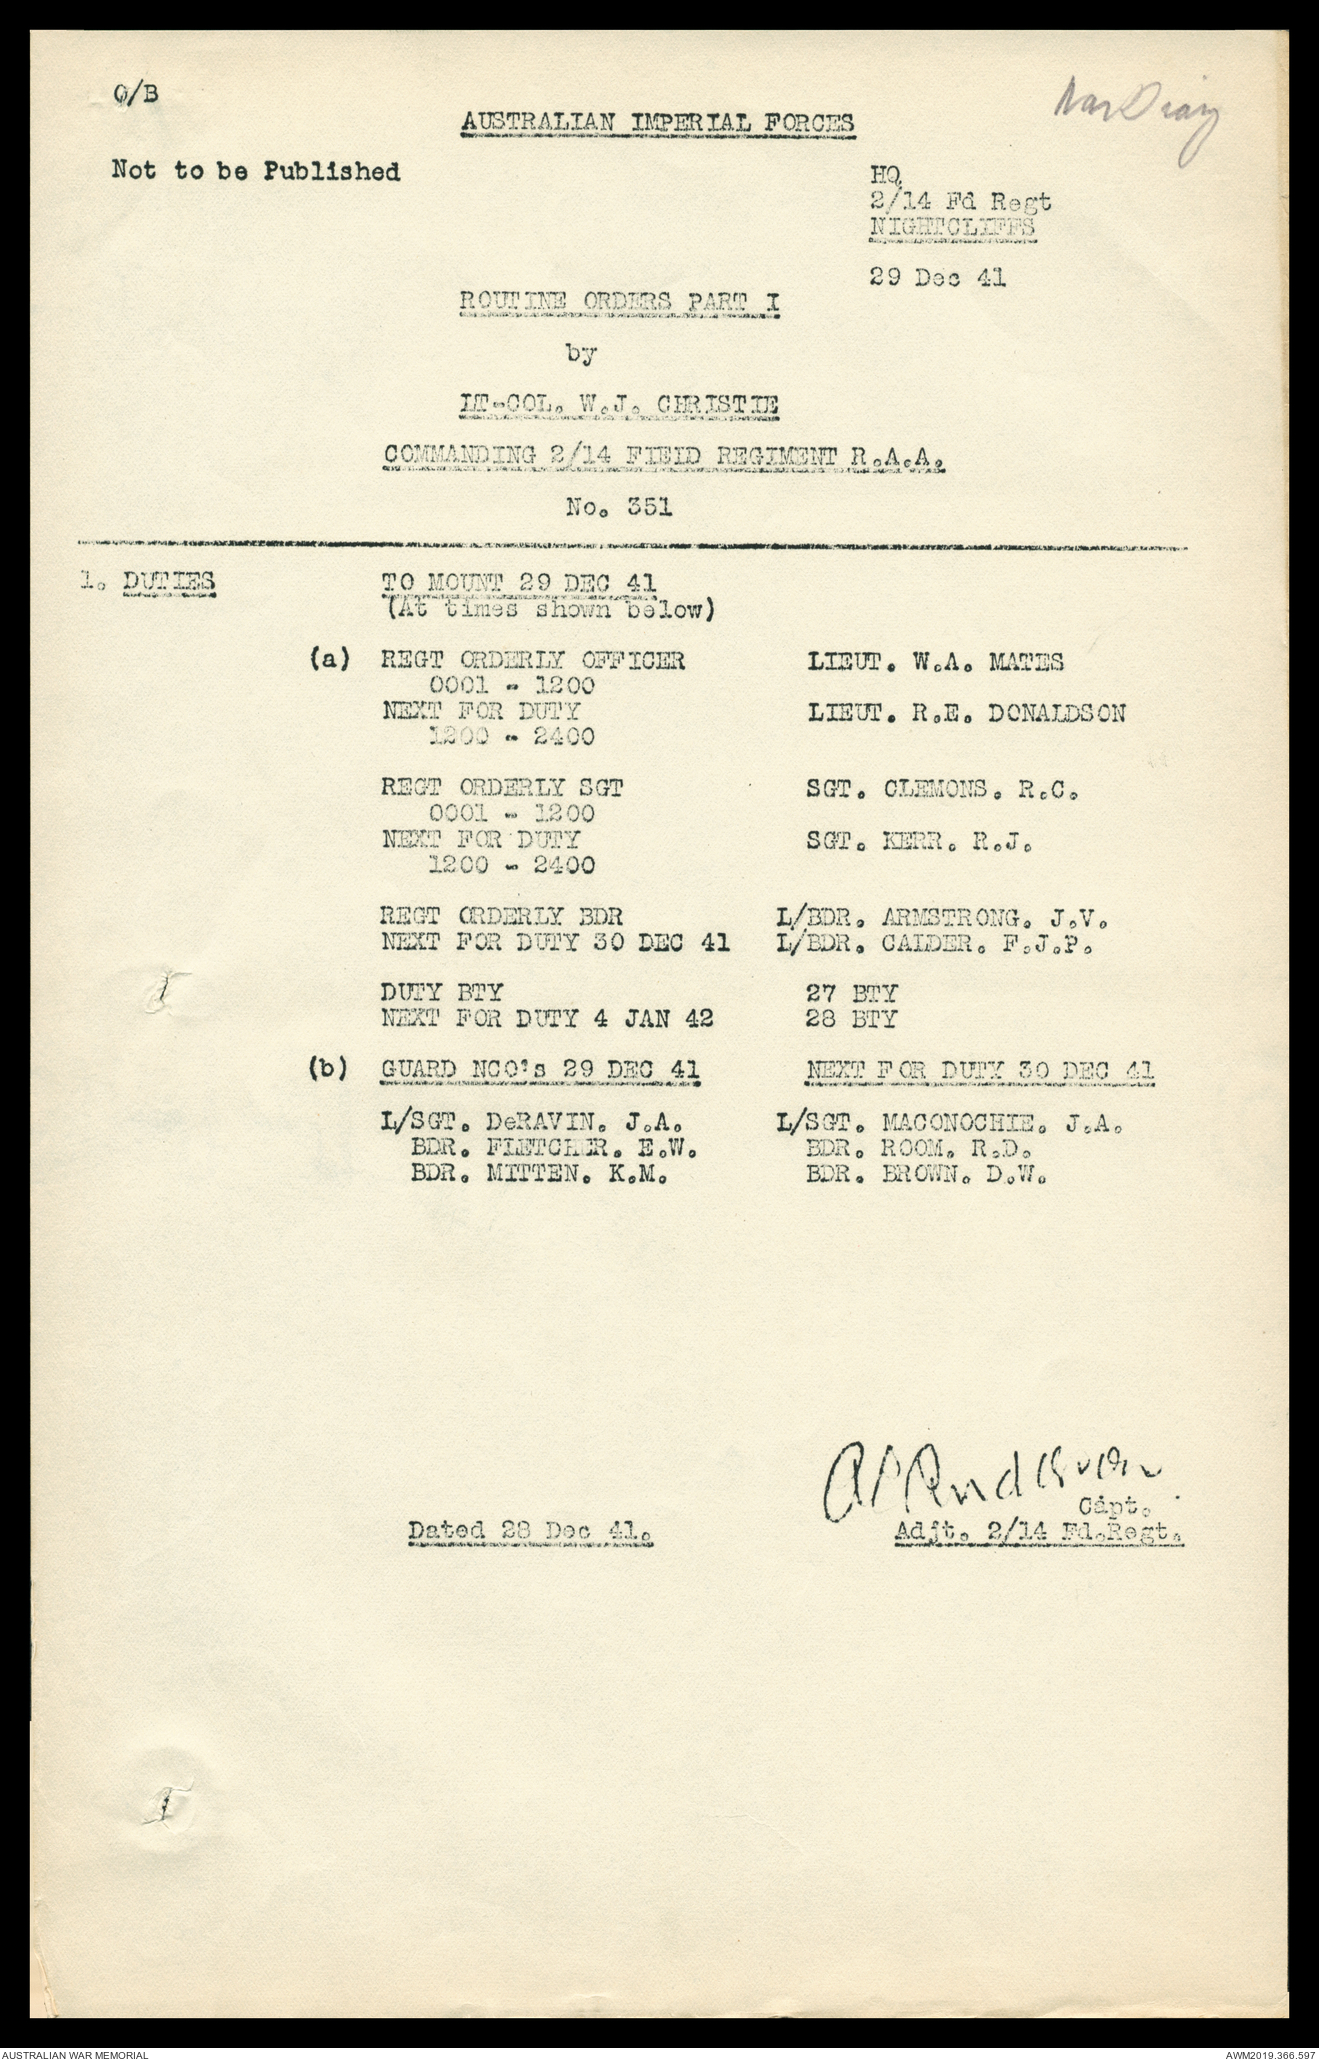 O/B
War Diary
AUSTRALIAN IMPERIAL FORCES
Not to be Published
HQ
2/14 Fd Regt
NIGHTCLIFFS
29 Dec 41
ROUTINE ORDERS PART I
by
LT-COL. W.J. CHRISTIE
COMMANDING 2/14 FIELD REGIMENT R.A.A.
No. 351
1. DUTIES TO MOUNT 29 DEC 41
(At times shown below)
(a) REGT ORDERLY OFFICER LIEUT. W.A. MATES
0001 - 1200
NEXT FOR DUTY LIEUT. R.E. DONALDSON
1200 - 2400
REGT ORDERLY SGT SGT. CLEMONS. R.C.
0001 - 1200
NEXT FOR DUTY SGT. KERR. R.J.
1200 - 2400
REGT ORDERLY BDR L/BDR. ARMSTRONG. J.V.
NEXT FOR DUTY 30 DEC 41 L/BDR. CALDER. F.J.P.
DUTY BTY 27 BTY
NEXT FOR DUTY 4 JAN 42 28 BTY
(b) GUARD NCO's 29 DEC 41 NEXT FOR DUTY 30 DEC 41
L/SGT. DeRAVIN. J.A. L/SGT. MACONOCHIE. J.A.
BDR. FLETCHER. E.W. BDR. ROOM. R.D.
BDR. MITTEN. K.M. BDR. BROWN. D.W.
Capt.
Dated 28 Dec 41. Adjt. 2/14 Fd.Regt.
AUSTRALIAN WAR MEMORIAL AWM2019.366.597